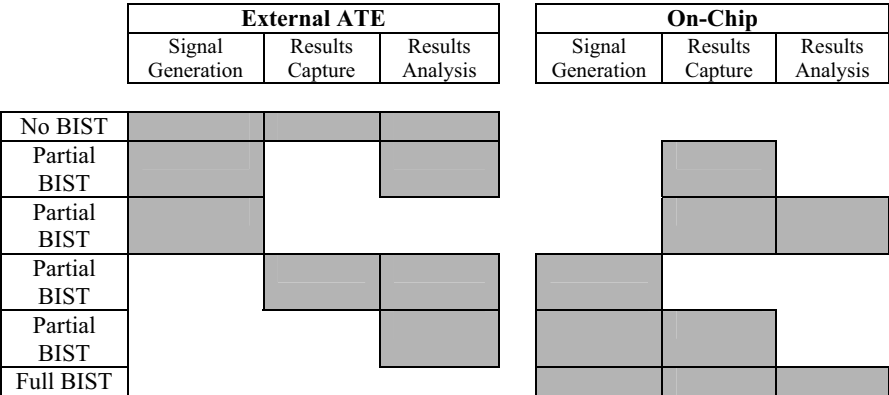 External ATE
On-Chip
Signal Generation
Results Capture
Results Analysis
Signal Generation
Results Capture
Results Analysis
No BIST
Partial
BIST
Partial
BIST
Partial
BIST
Partial
BIST
Full BIST